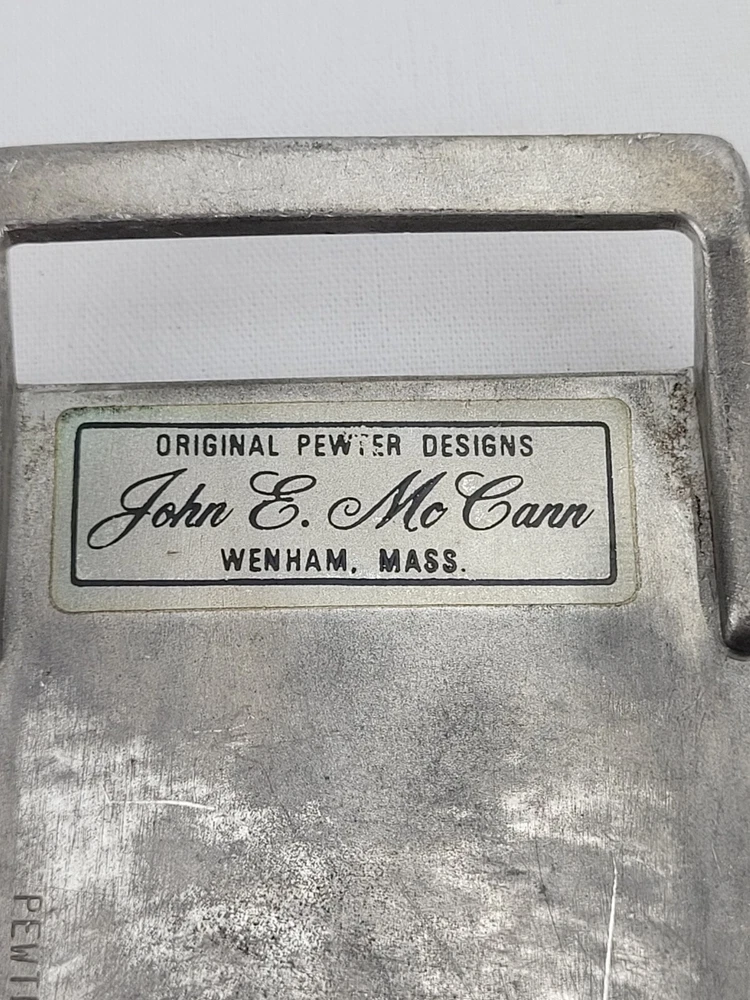 ORIGINAL PEWTER DESIGNS
John E. McCann
WENHAM, MASS.